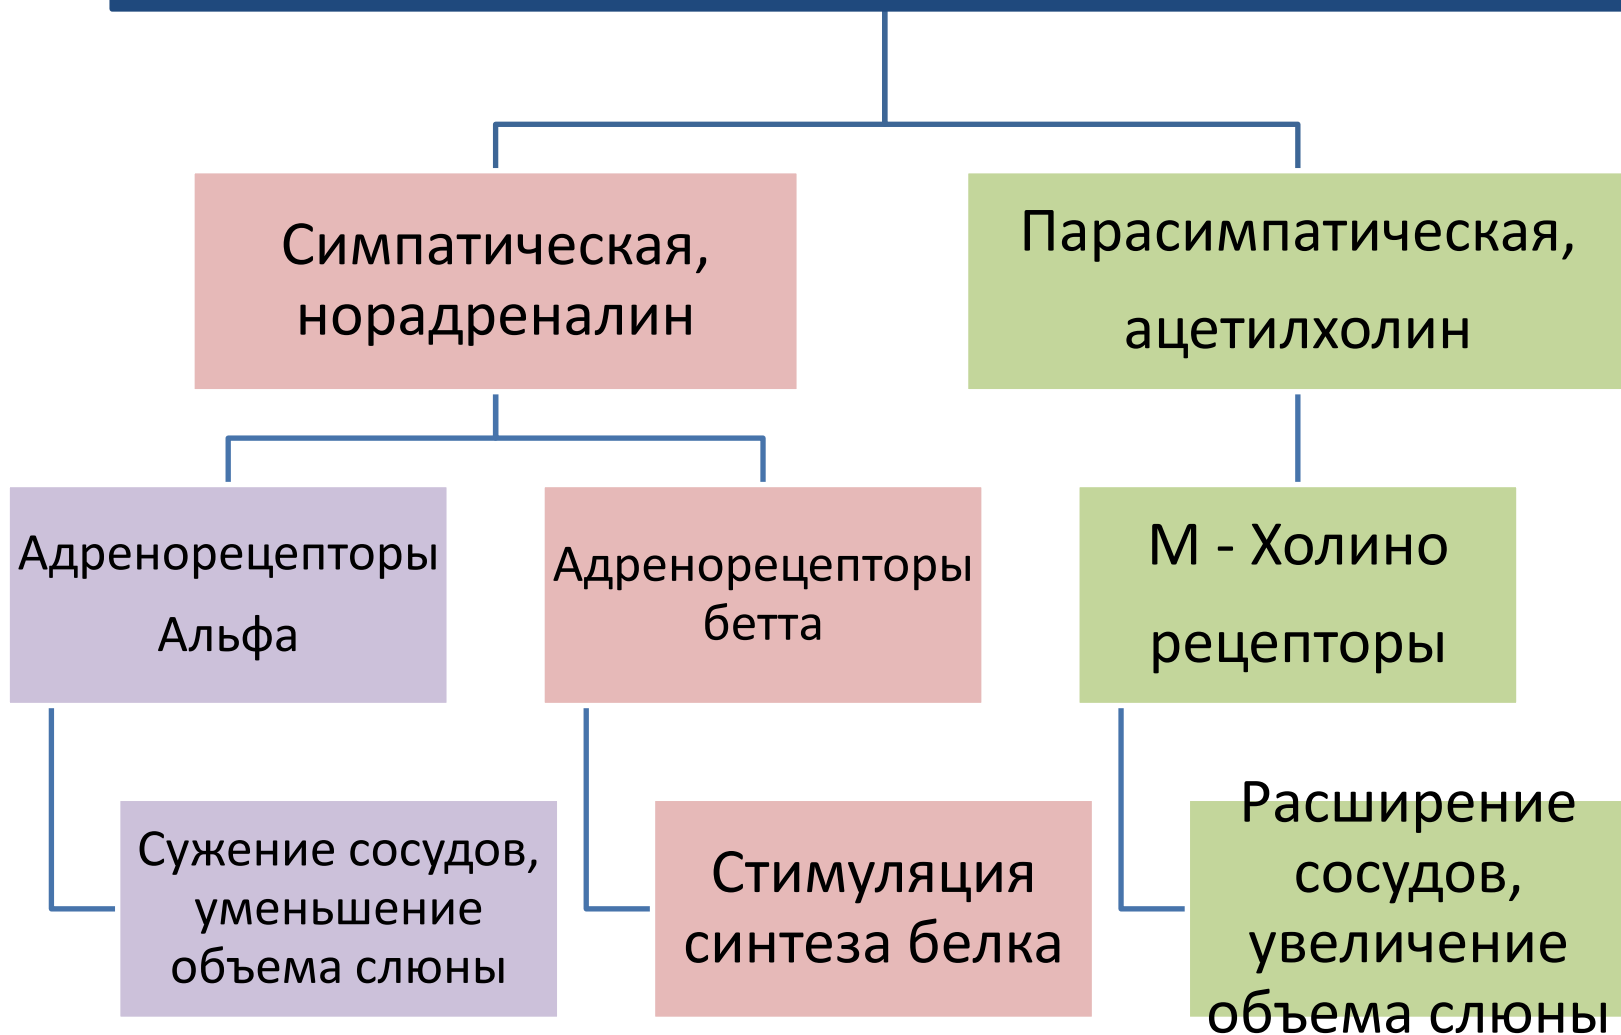 Симпатическая,
норадреналин
Парасимпатическая,
ацетилхолин
Адренорецепторы
Альфа
Адренорецепторы
бетта
М - Холино
рецепторы
Сужение сосудов,
уменьшение
объема слюны
Стимуляция
синтеза белка
Расширение
сосудов,
увеличение
объема слюны